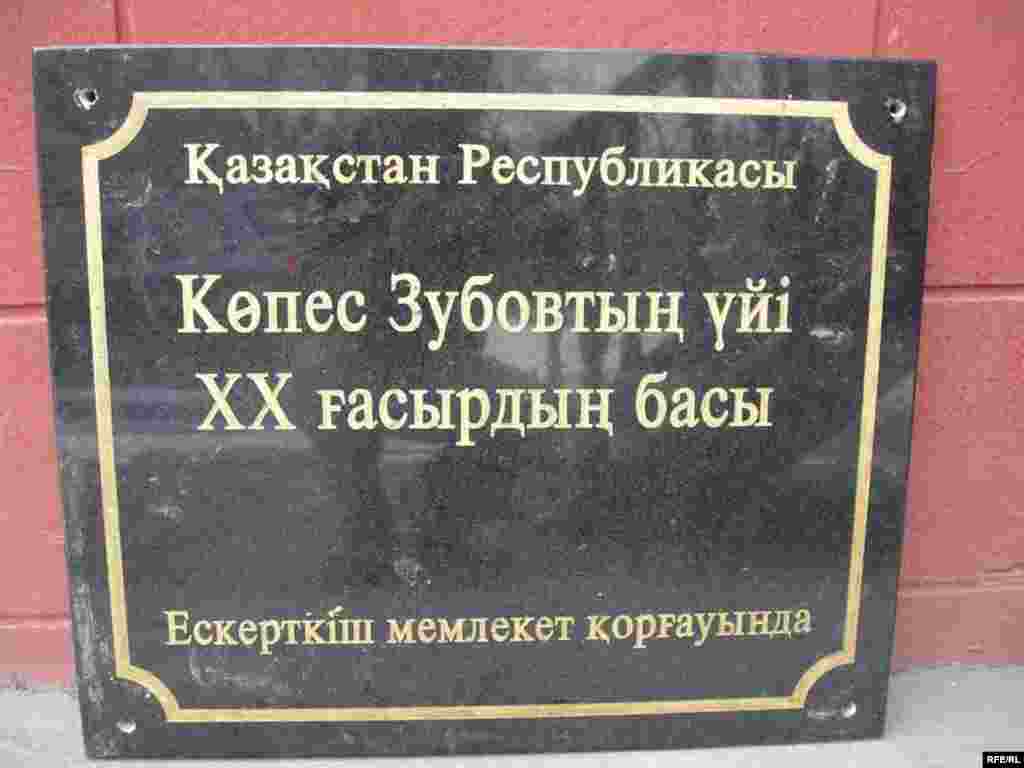 Қазақстан Республикасы
Көпес Зубовтың үйі
XX ғасырдың басы
Ескерткіш мемлекет қорғауында
RFE/RL